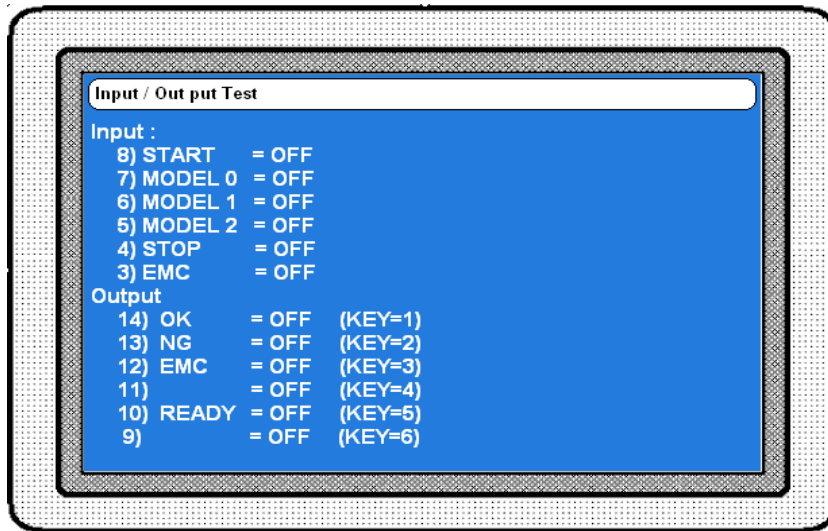 Input / Out put Test
Input :
8) START = OFF
7) MODEL 0 = OFF
6) MODEL 1 = OFF
5) MODEL 2 = OFF
4) STOP = OFF
3) EMC = OFF
Output
14) OK = OFF (KEY=1)
13) NG = OFF (KEY=2)
12) EMC = OFF (KEY=3)
11) = OFF (KEY=4)
10) READY = OFF (KEY=5)
9) = OFF (KEY=6)